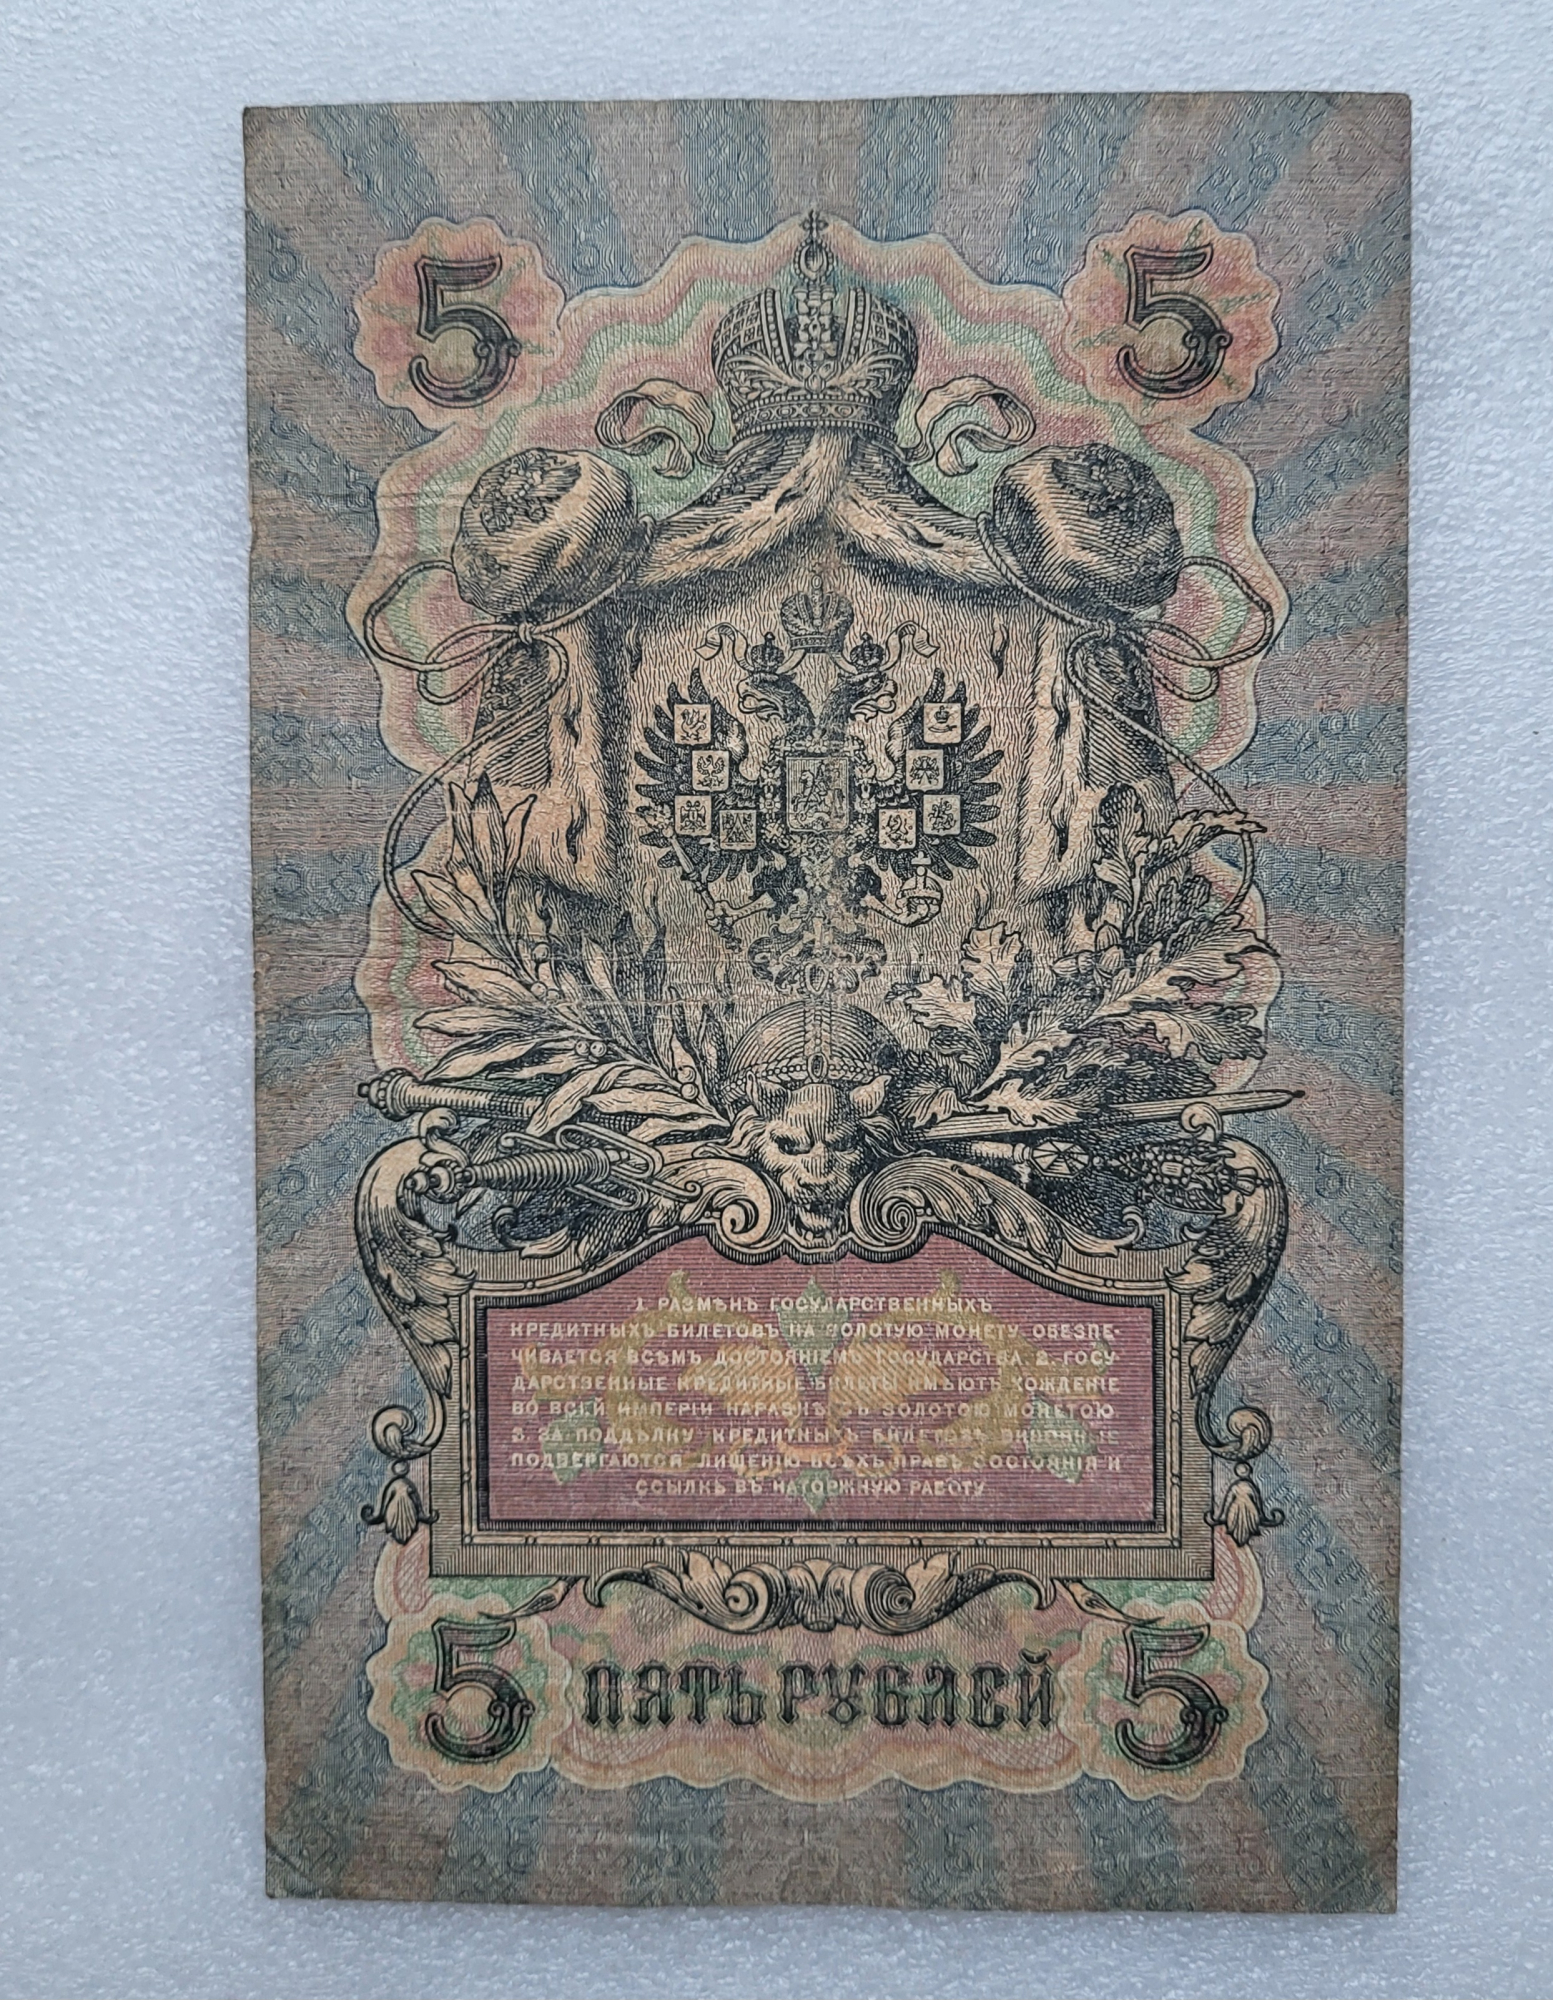 5 5
1. РАЗМѢНЪ ГОСУДАРСТВЕННЫХЪ
КРЕДИТНЫХЪ БИЛЕТОВЪ НА ЗОЛОТУЮ МОНЕТУ ОБЕЗПЕ-
ЧИВАЕТСЯ ВСѢМЪ ДОСТОЯНІЕМЪ ГОСУДАРСТВА. 2. ГОСУ
ДАРСТВЕННЫЕ КРЕДИТНЫЕ БИЛЕТЫ ИМѢЮТЪ ХОЖДЕНІЕ
ВО ВСЕЙ ИМПЕРІИ НАРАВНѢ СЪ ЗОЛОТОЮ МОНЕТОЮ
3. ЗА ПОДДѢЛКУ КРЕДИТНЫХЪ БИЛЕТОВЪ ВИНОВНЫЕ
ПОДВЕРГАЮТСЯ ЛИШЕНІЮ ВСѢХЪ ПРАВЪ СОСТОЯНІЯ И
ССЫЛКѢ ВЪ КАТОРЖНУЮ РАБОТУ
5 ПЯТЬ РУБЛЕЙ 5